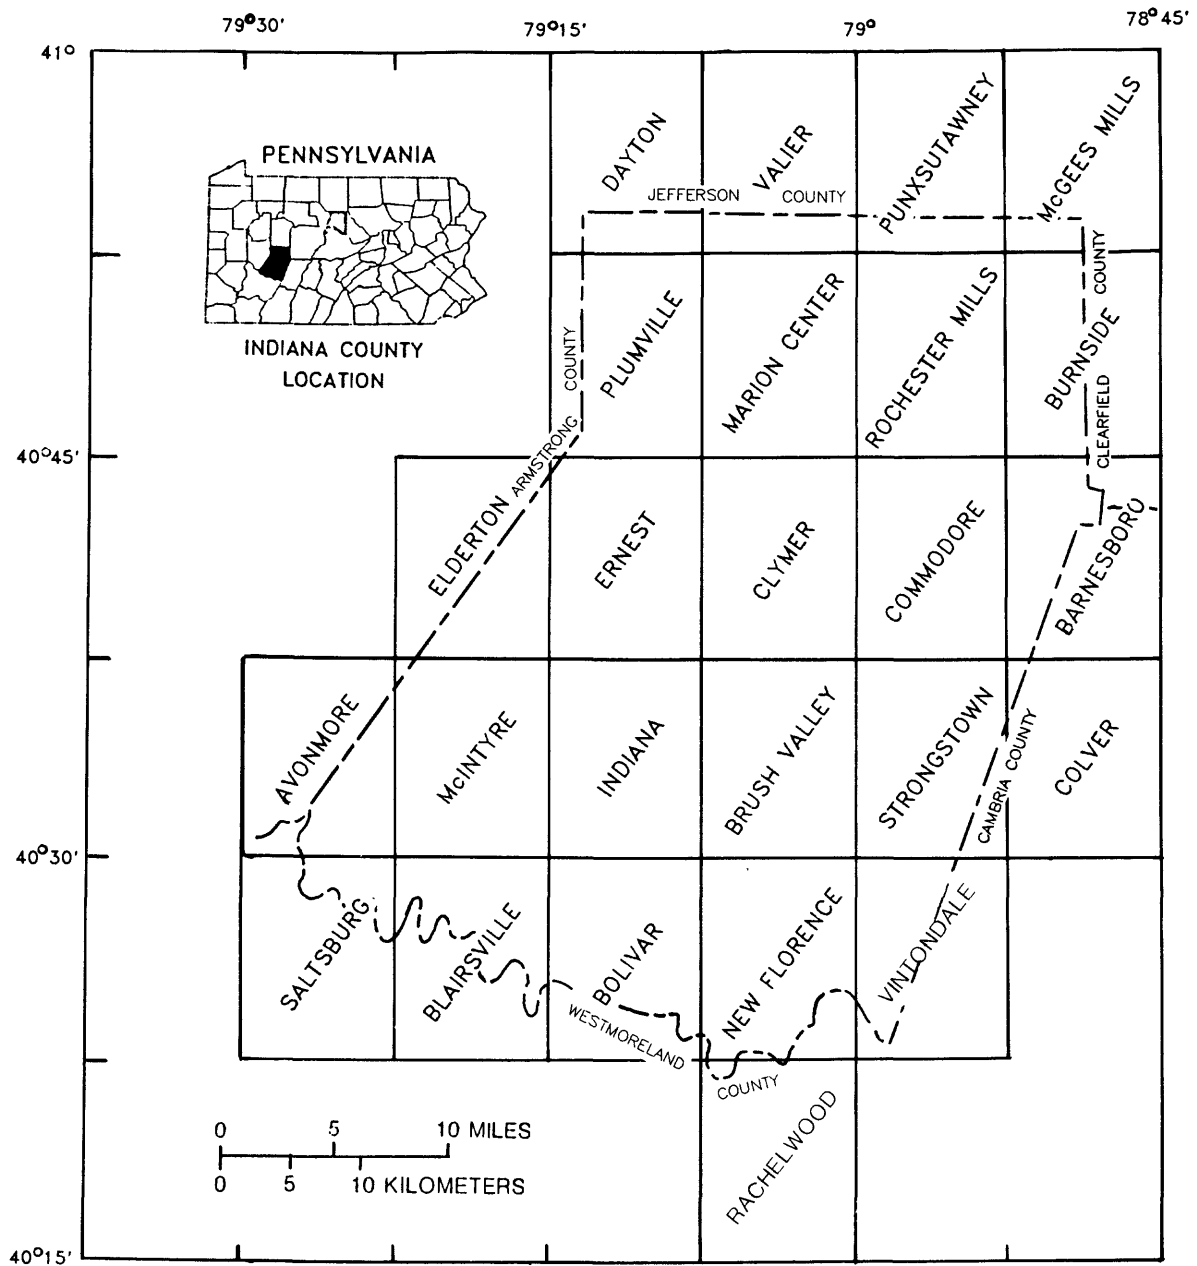 79°30'
79°15'
79°
78°45'
41°
DAYTON
VALIER
PUNXSUTAWNEY
McGEES MILLS
PENNSYLVANIA
JEFFERSON COUNTY
INDIANA COUNTY
LOCATION
PLUMVILLE
MARION CENTER
ROCHESTER MILLS
BURNSIDE
CLEARFIELD COUNTY
ARMSTRONG COUNTY
40°45'
ELDERTON
ERNEST
CLYMER
COMMODORE
BARNESBORO
AVONMORE
McINTYRE
INDIANA
BRUSH VALLEY
STRONGSTOWN
CAMBRIA COUNTY
COLVER
40°30'
SALTSBURG
BLAIRSVILLE
BOLIVAR
NEW FLORENCE
VINTONDALE
WESTMORELAND COUNTY
RACHELWOOD
0 5 10 MILES
0 5 10 KILOMETERS
40°15'